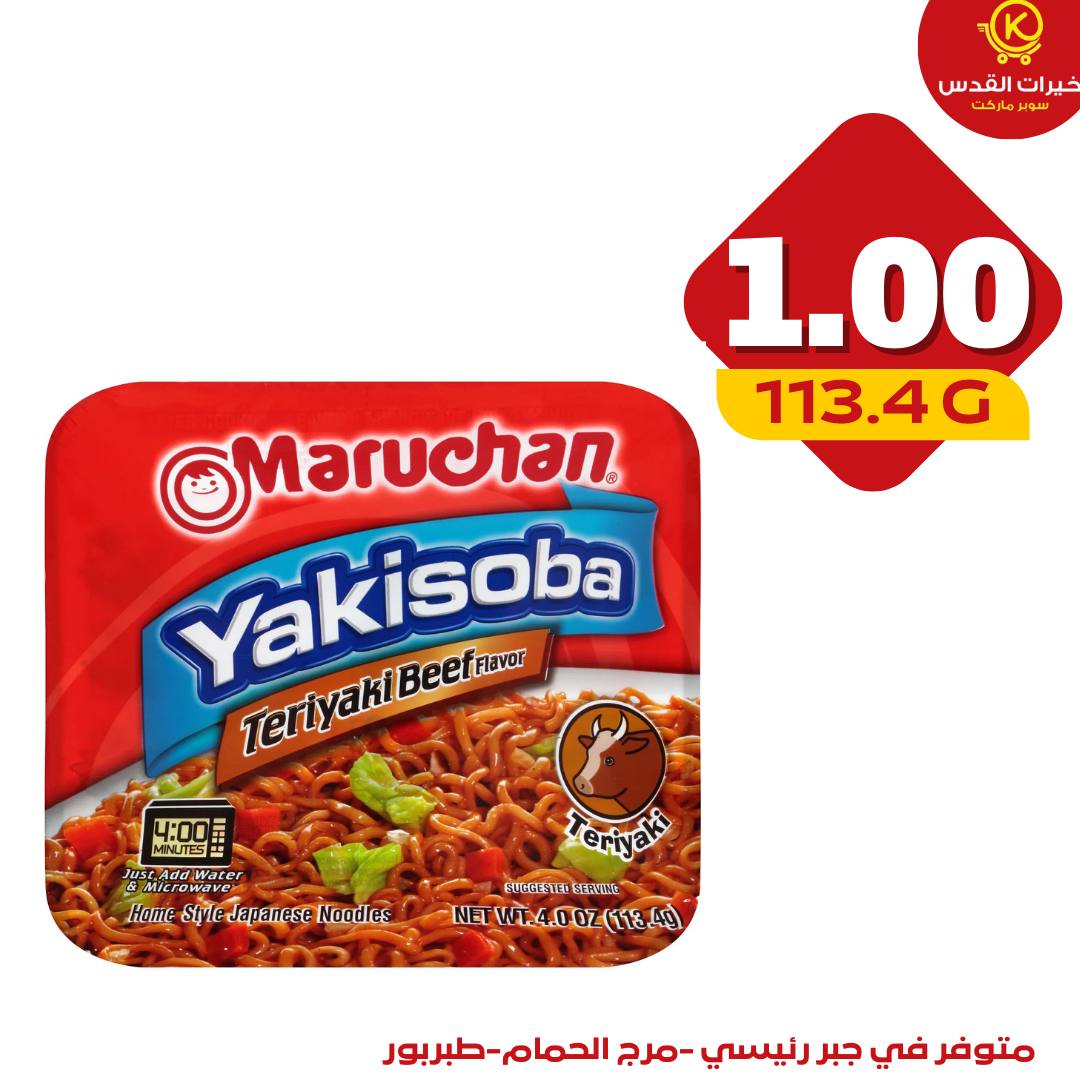 K
خيرات القدس
سوبر ماركت
1.00
113.4 G
Maruchan®
Yakisoba
Teriyaki Beef Flavor
Teriyaki
4:00
MINUTES
Just Add Water
& Microwave
SUGGESTED SERVING
Home Style Japanese Noodles
NET WT. 4.0 OZ (113.4g)
متوفر في جبر رئيسي -مرج الحمام-طبربور